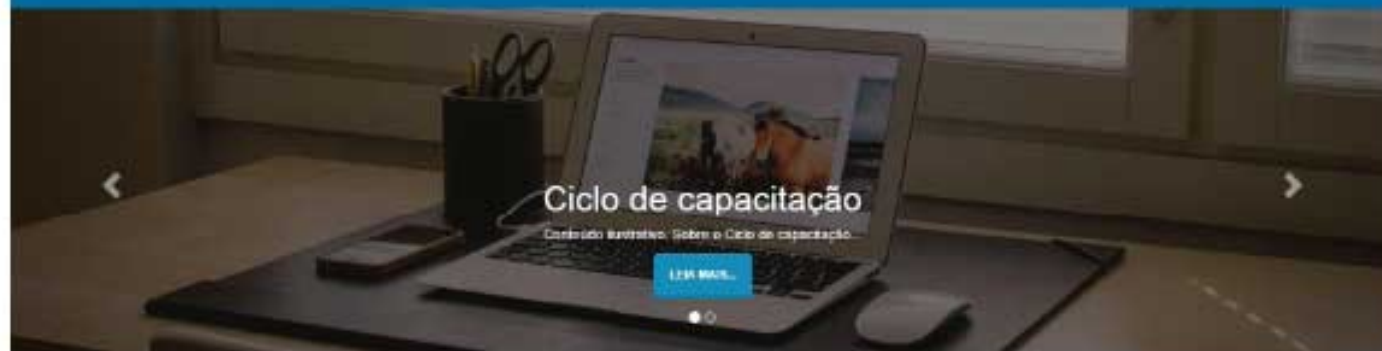 Ciclo de capacitação
Conteúdo ilustrativo. Sobre o Ciclo de capacitação...
LEIA MAIS...